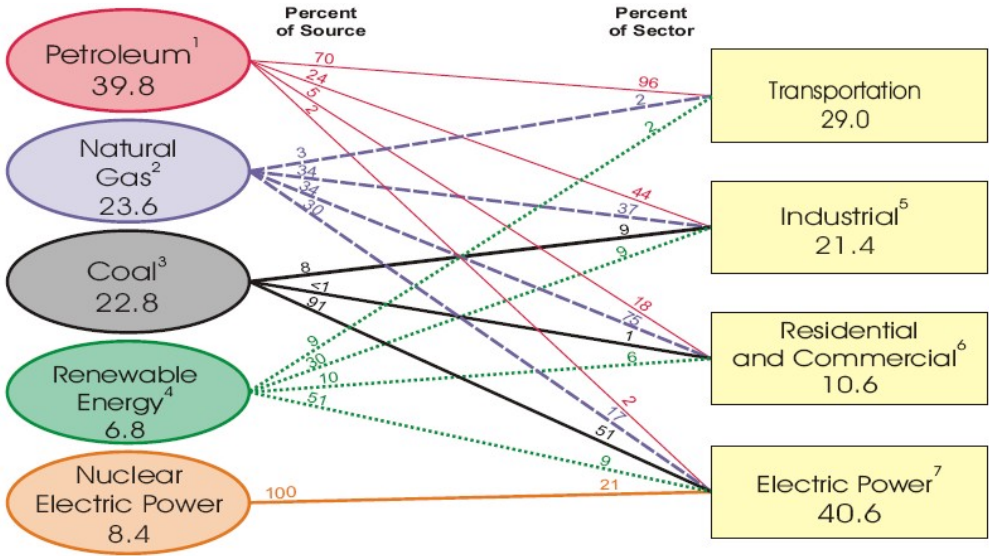 Percent
of Source
Percent
of Sector
Petroleum1
39.8
Natural
Gas2
23.6
Coal3
22.8
Renewable
Energy4
6.8
Nuclear
Electric Power
8.4
70
24
5
2
3
34
34
30
8
<1
91
9
30
10
51
100
96
2
2
44
37
9
9
18
75
1
6
2
17
51
9
21
Transportation
29.0
Industrial5
21.4
Residential
and Commercial6
10.6
Electric Power7
40.6